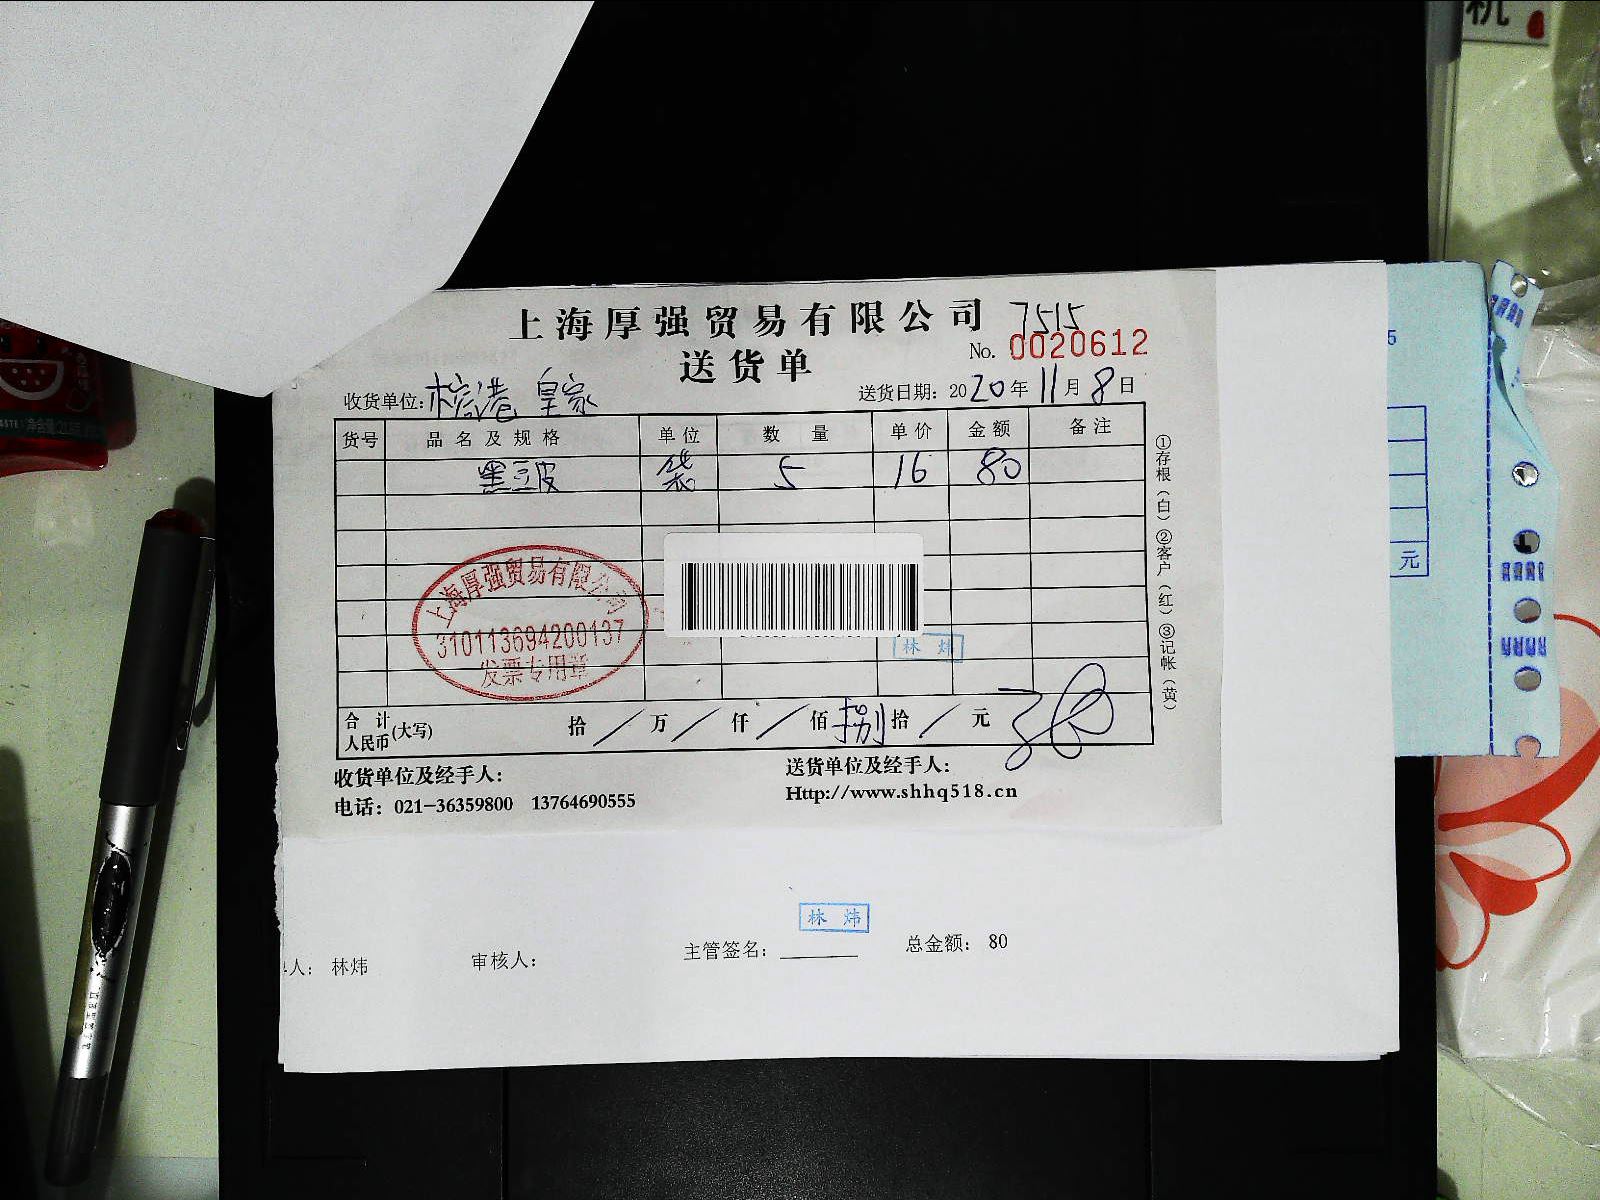 机
上海厚强贸易有限公司 7515
送货单 No. 0020612
收货单位: 皇家 送货日期: 2020年11月8日
货号 品名及规格 单位 数量 单价 金额 备注
黑豆皮 袋 5 16 80
①存根(白) ②客户(红) ③记帐(黄)
上海厚强贸易有限公司
310113694200137
发票专用章
林炜
合计人民币(大写) 拾/万/仟/佰捌拾/元
收货单位及经手人: 送货单位及经手人:
电话: 021-36359800 13764690555 Http://www.shhq518.cn
林炜
人: 林炜 审核人: 主管签名: 总金额: 80
5
元